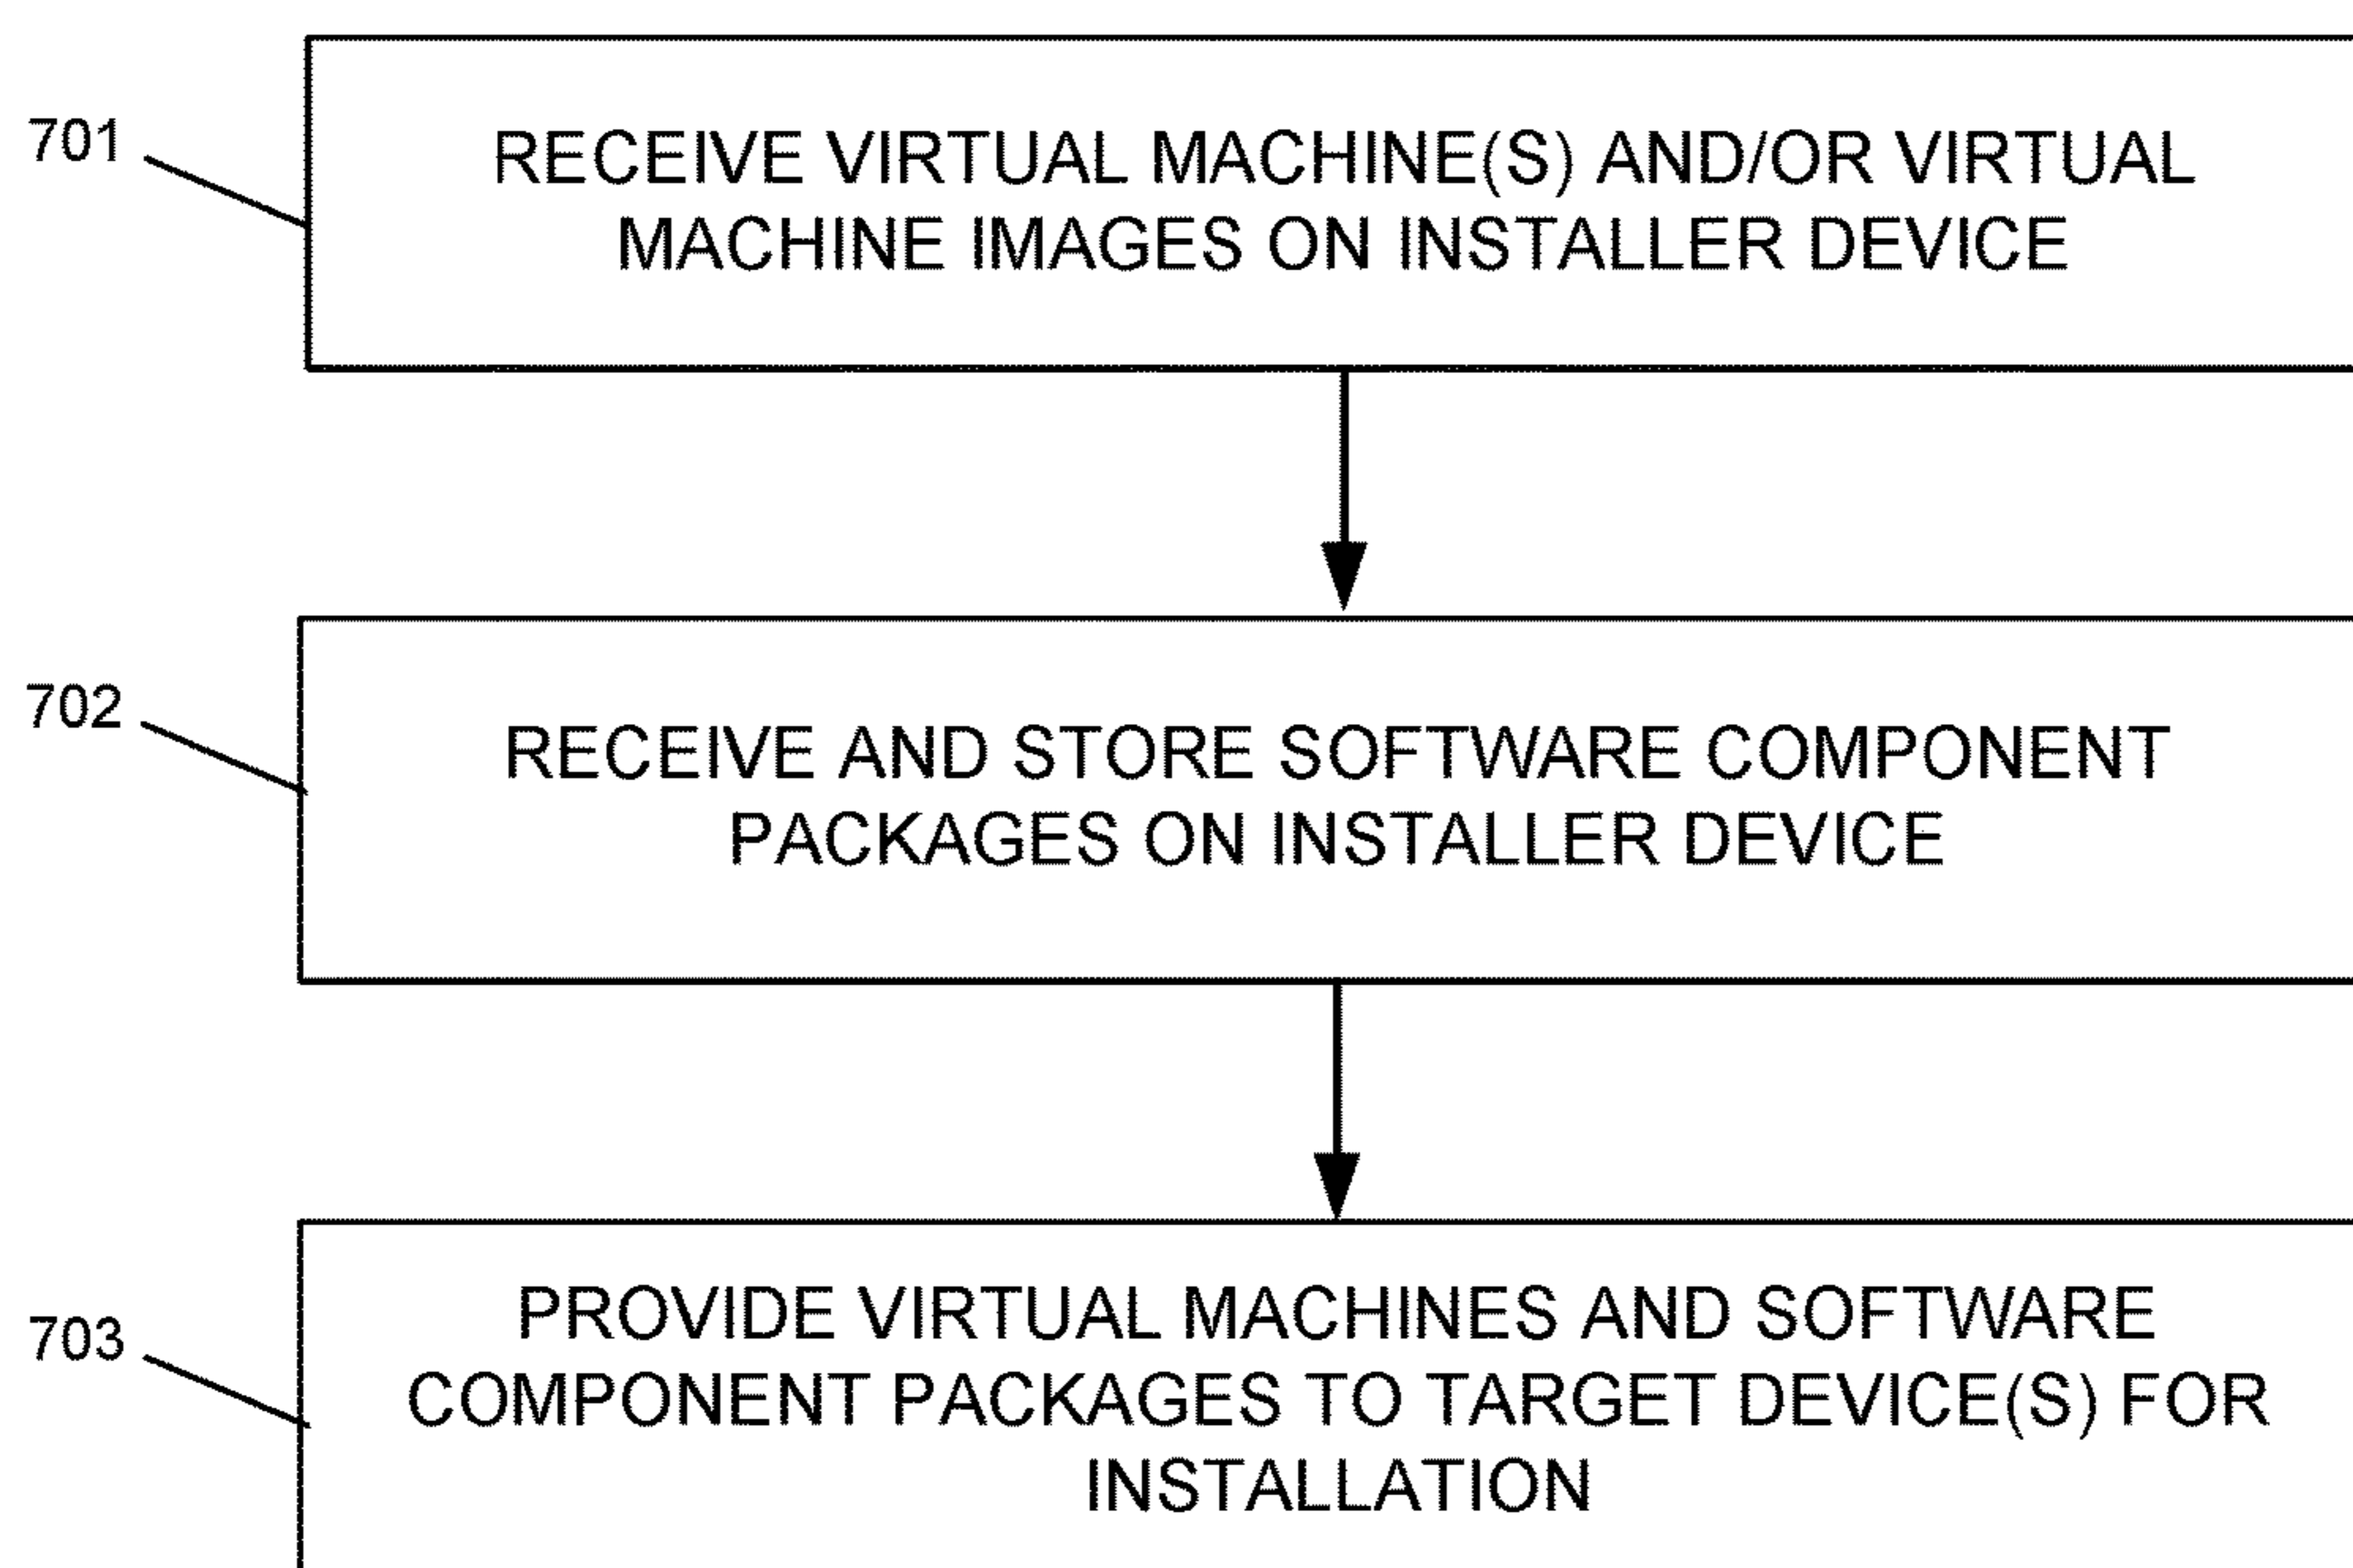 701
RECEIVE VIRTUAL MACHINE(S) AND/OR VIRTUAL
MACHINE IMAGES ON INSTALLER DEVICE
702
RECEIVE AND STORE SOFTWARE COMPONENT
PACKAGES ON INSTALLER DEVICE
703
PROVIDE VIRTUAL MACHINES AND SOFTWARE
COMPONENT PACKAGES TO TARGET DEVICE(S) FOR
INSTALLATION